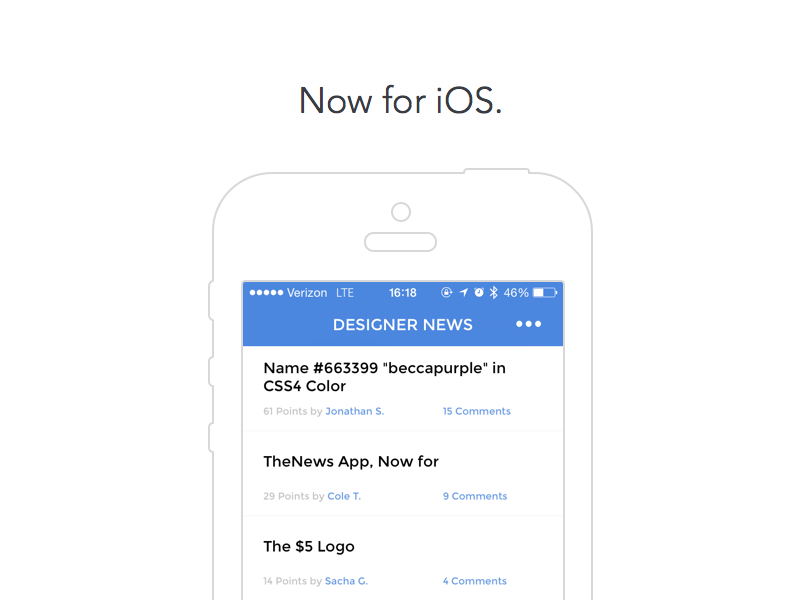 Now for iOS.
Verizon LTE 16:18 46%
DESIGNER NEWS
Name #663399 "beccapurple" in
CSS4 Color
61 Points by Jonathan S. 15 Comments
TheNews App, Now for
29 Points by Cole T. 9 Comments
The $5 Logo
14 Points by Sacha G. 4 Comments